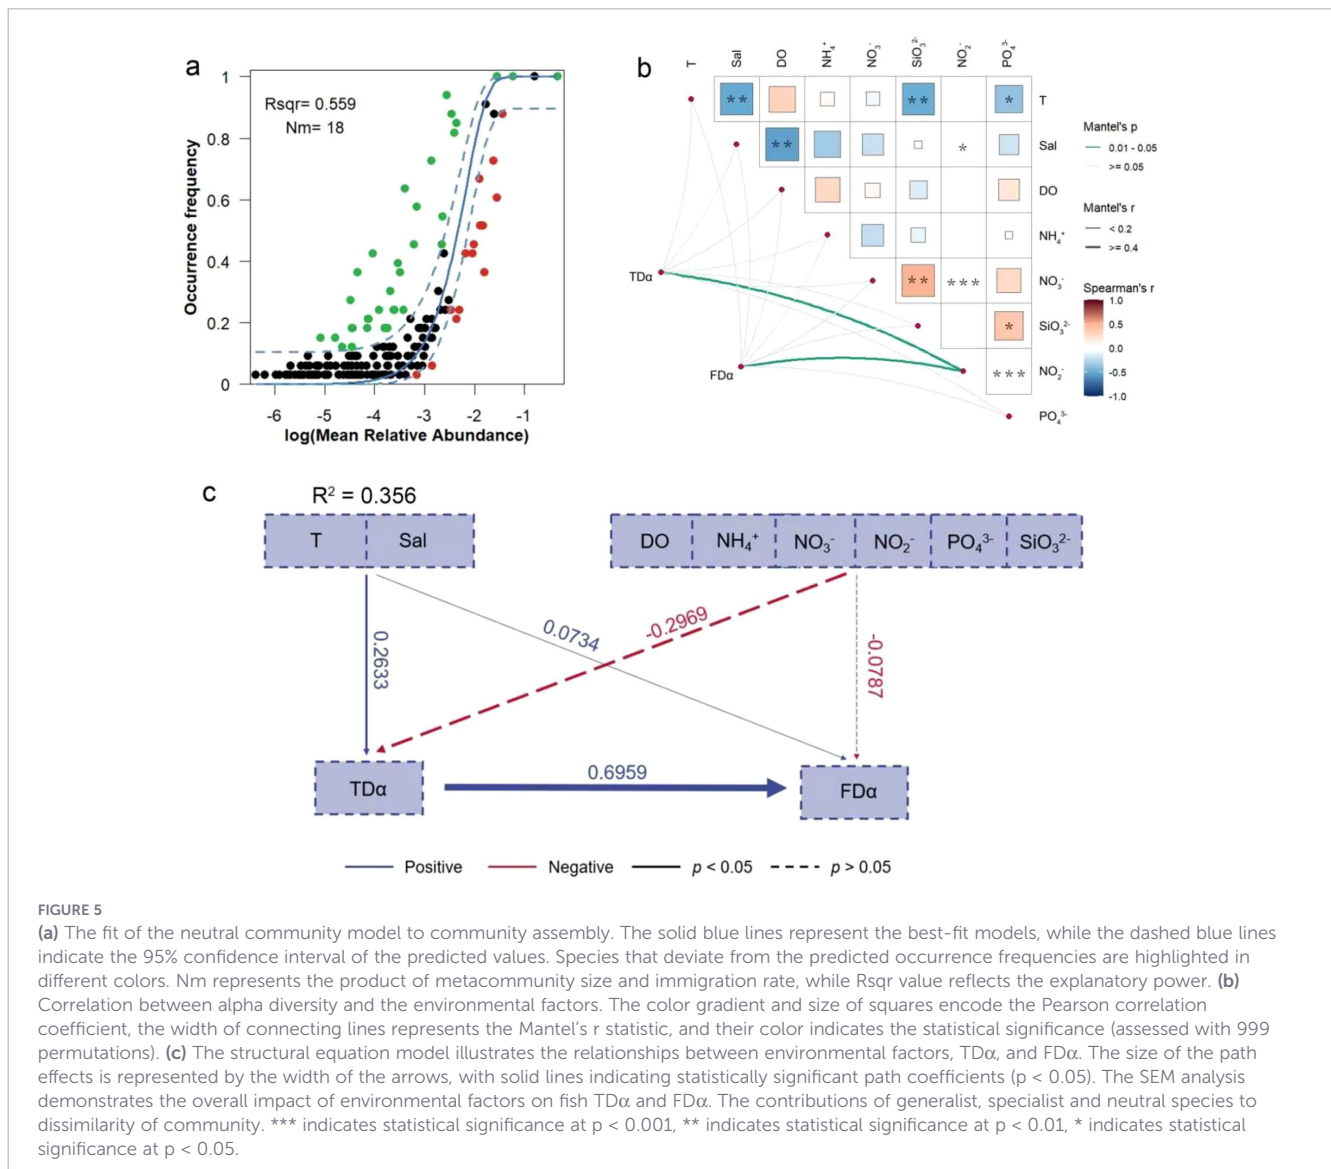 a
Rsqr= 0.559
Nm= 18
Occurrence frequency
1
0.8
0.6
0.4
0.2
0
-6 -5 -4 -3 -2 -1
log(Mean Relative Abundance)
b
T Sal DO NH₄⁺ NO₃⁻ SiO₃²⁻ NO₂⁻ PO₄³⁻
** ** * T
** * Sal
DO
NH₄⁺
** *** NO₃⁻
* SiO₃²⁻
*** NO₂⁻
PO₄³⁻
TDα
FDα
Mantel's p
0.01 - 0.05
>= 0.05
Mantel's r
< 0.2
>= 0.4
Spearman's r
1.0
0.5
0.0
-0.5
-1.0
c
R² = 0.356
T Sal
DO NH₄⁺ NO₃⁻ NO₂⁻ PO₄³⁻ SiO₃²⁻
0.2633
0.0734
-0.2969
-0.0787
TDα
0.6959
FDα
Positive Negative p < 0.05 p > 0.05
FIGURE 5
(a) The fit of the neutral community model to community assembly. The solid blue lines represent the best-fit models, while the dashed blue lines
indicate the 95% confidence interval of the predicted values. Species that deviate from the predicted occurrence frequencies are highlighted in
different colors. Nm represents the product of metacommunity size and immigration rate, while Rsqr value reflects the explanatory power. (b)
Correlation between alpha diversity and the environmental factors. The color gradient and size of squares encode the Pearson correlation
coefficient, the width of connecting lines represents the Mantel's r statistic, and their color indicates the statistical significance (assessed with 999
permutations). (c) The structural equation model illustrates the relationships between environmental factors, TDα, and FDα. The size of the path
effects is represented by the width of the arrows, with solid lines indicating statistically significant path coefficients (p < 0.05). The SEM analysis
demonstrates the overall impact of environmental factors on fish TDα and FDα. The contributions of generalist, specialist and neutral species to
dissimilarity of community. *** indicates statistical significance at p < 0.001, ** indicates statistical significance at p < 0.01, * indicates statistical
significance at p < 0.05.